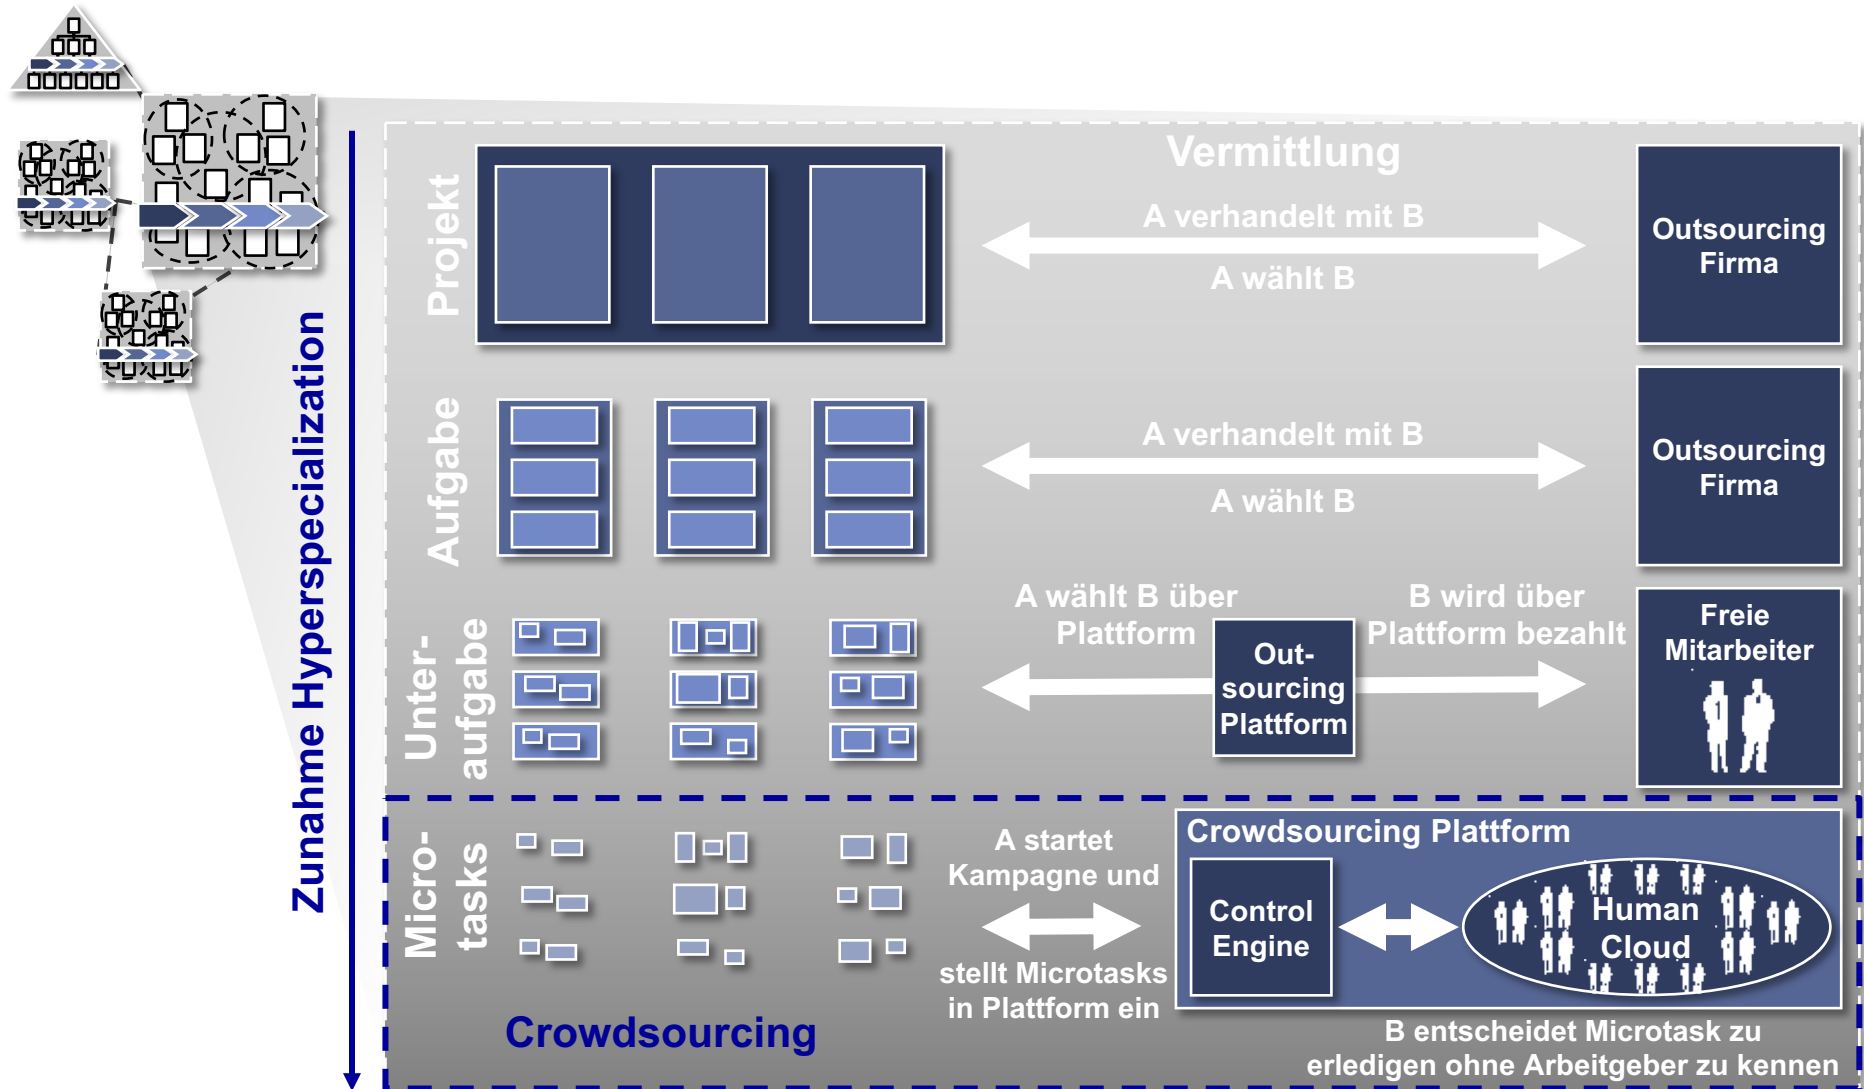 Zunahme Hyperspecialization
Vermittlung
Projekt
A verhandelt mit B
A wählt B
Outsourcing
Firma
Aufgabe
A verhandelt mit B
A wählt B
Outsourcing
Firma
Unter-
aufgabe
A wählt B über
Plattform
Out-
sourcing
Plattform
B wird über
Plattform bezahlt
Freie
Mitarbeiter
Micro-
tasks
A startet
Kampagne und
stellt Microtasks
in Plattform ein
Crowdsourcing Plattform
Control
Engine
Human
Cloud
Crowdsourcing
B entscheidet Microtask zu
erledigen ohne Arbeitgeber zu kennen